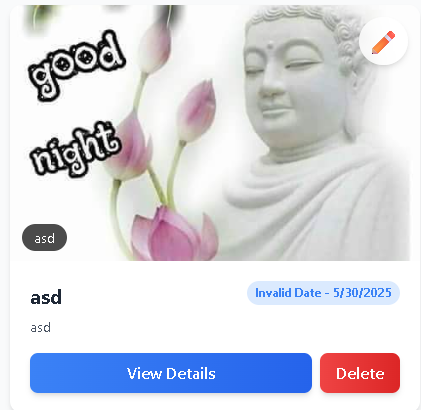 good
night
asd
asd
Invalid Date - 5/30/2025
asd
View Details
Delete